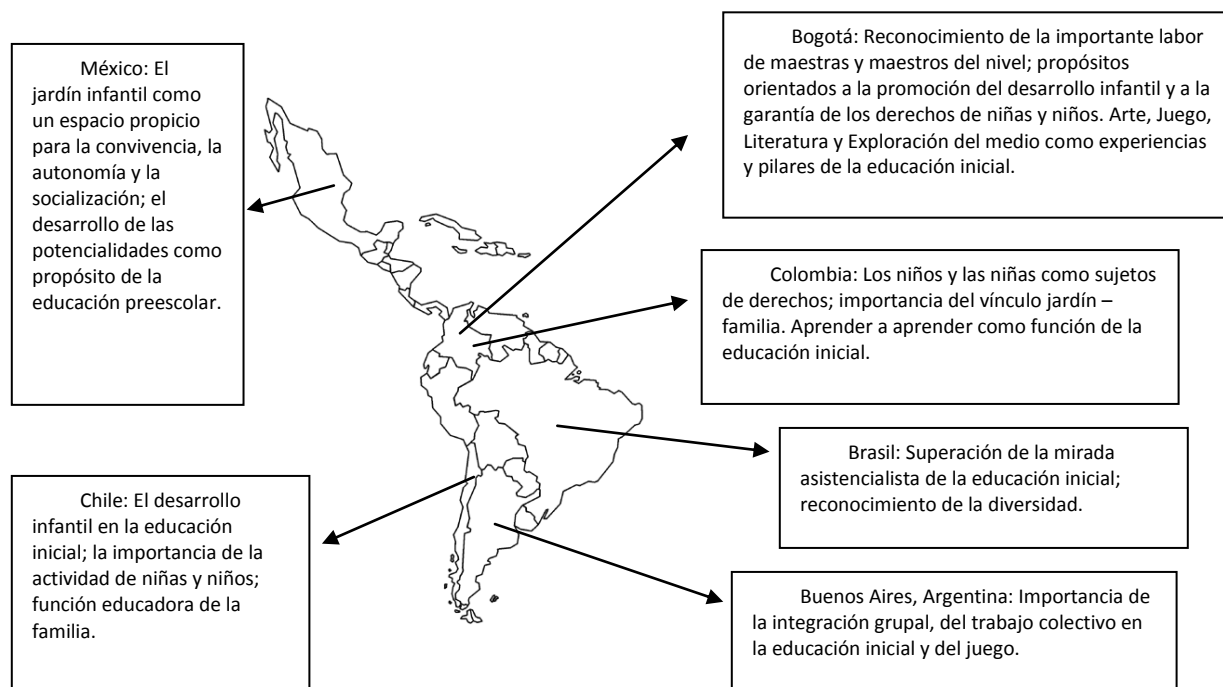 México: El
jardín infantil como
un espacio propicio
para la convivencia, la
autonomía y la
socialización; el
desarrollo de las
potencialidades como
propósito de la
educación preescolar.
Bogotá: Reconocimiento de la importante labor
de maestras y maestros del nivel; propósitos
orientados a la promoción del desarrollo infantil y a la
garantía de los derechos de niñas y niños. Arte, Juego,
Literatura y Exploración del medio como experiencias
y pilares de la educación inicial.
Colombia: Los niños y las niñas como sujetos
de derechos; importancia del vínculo jardín –
familia. Aprender a aprender como función de la
educación inicial.
Brasil: Superación de la mirada
asistencialista de la educación inicial;
reconocimiento de la diversidad.
Chile: El desarrollo
infantil en la educación
inicial; la importancia de la
actividad de niñas y niños;
función educadora de la
familia.
Buenos Aires, Argentina: Importancia de
la integración grupal, del trabajo colectivo en
la educación inicial y del juego.